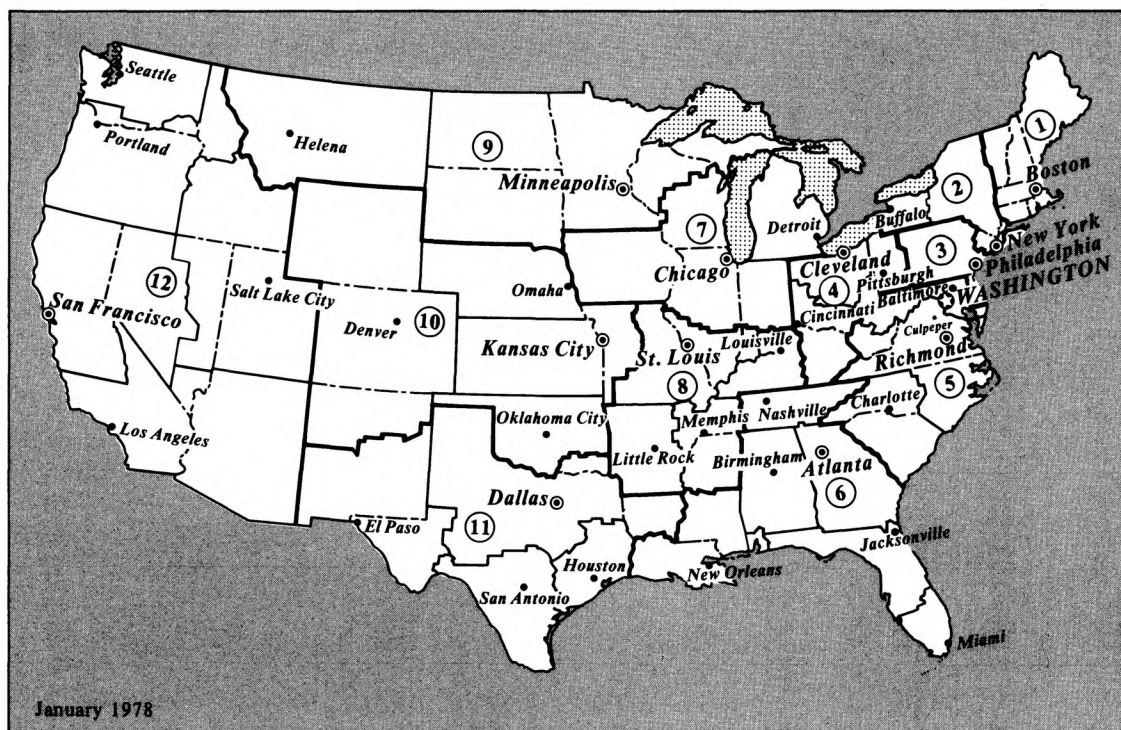 Seattle
Portland
Helena
9
Minneapolis
1
Boston
2
Buffalo
New York
7
Detroit
3
Philadelphia
Chicago
Cleveland
Pittsburgh
4
Baltimore
WASHINGTON
Cincinnati
12
San Francisco
Salt Lake City
Omaha
Denver
10
Culpeper
Kansas City
St. Louis
Louisville
Richmond
8
5
Los Angeles
Oklahoma City
Memphis
Nashville
Charlotte
Little Rock
Birmingham
Atlanta
6
Dallas
El Paso
11
Jacksonville
Houston
New Orleans
San Antonio
Miami
January 1978